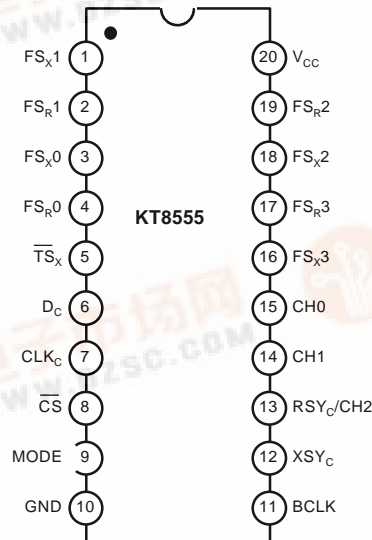 FSX1 1 20 VCC
FSR1 2 19 FSR2
FSX0 3 18 FSX2
FSR0 4 17 FSR3
KT8555
T̅S̅X 5 16 FSX3
DC 6 15 CH0
CLKC 7 14 CH1
C̅S̅ 8 13 RSYC/CH2
MODE 9 12 XSYC
GND 10 11 BCLK